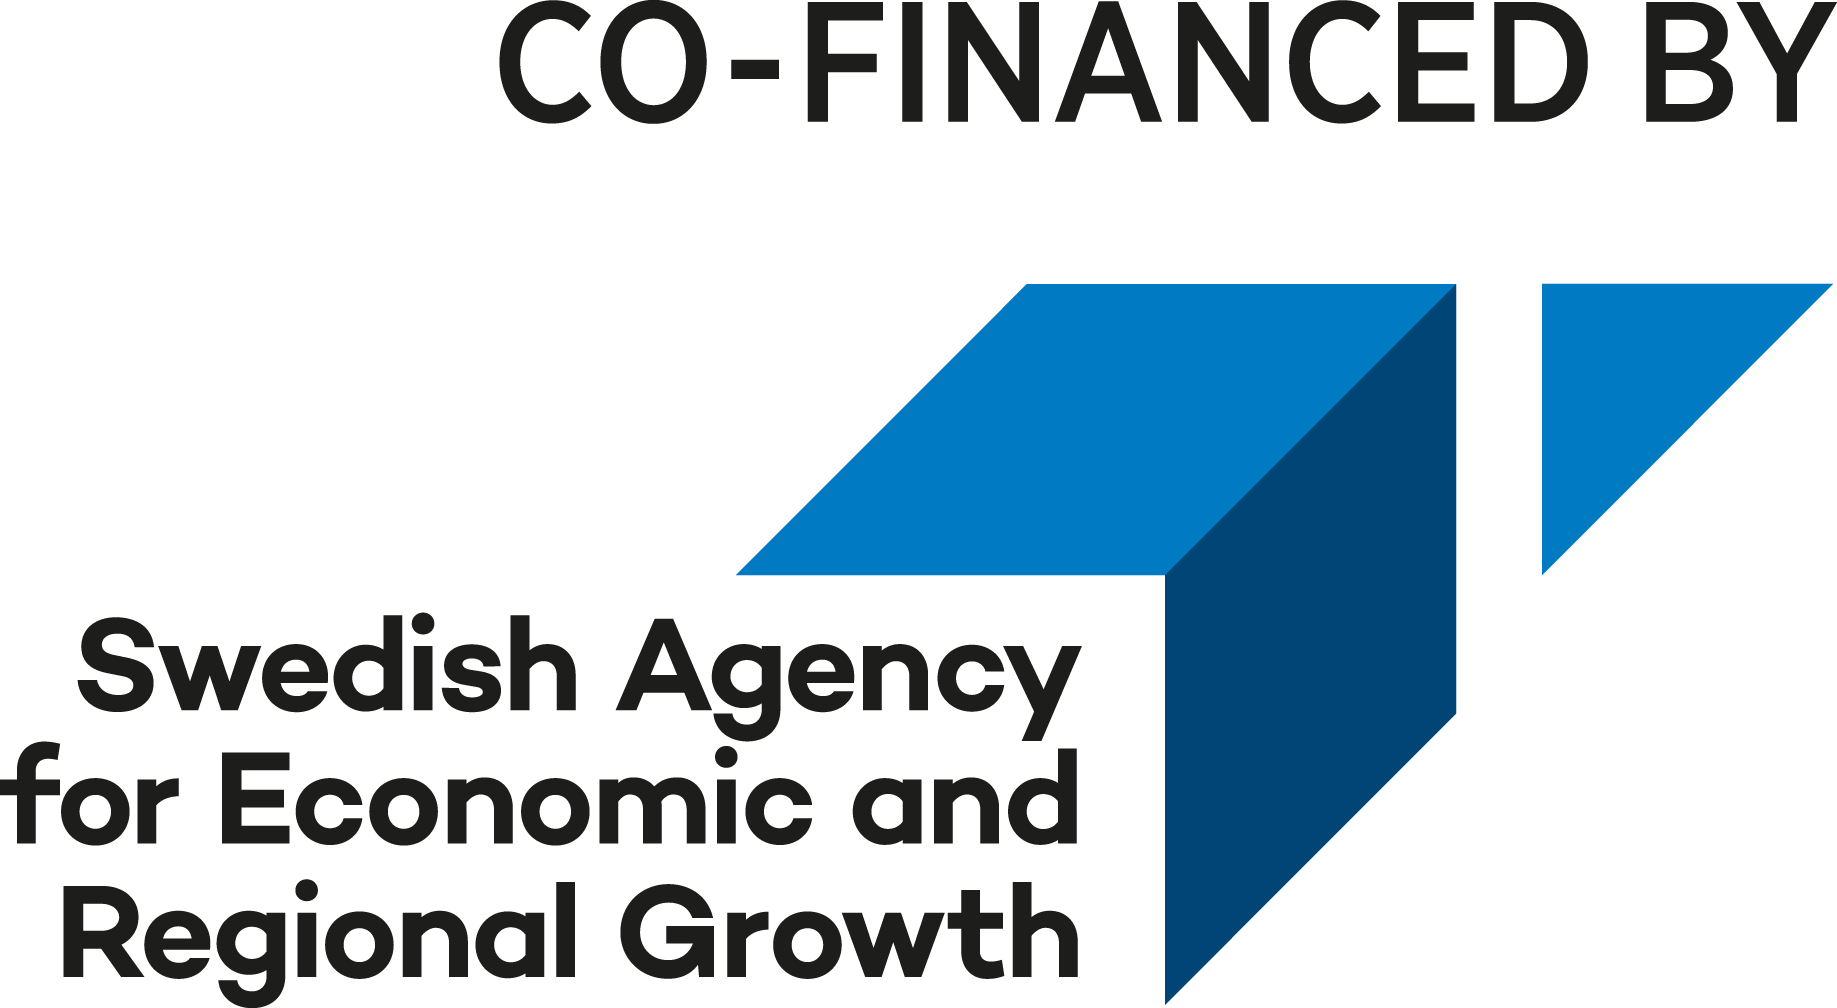 CO-FINANCED BY
Swedish Agency
for Economic and
Regional Growth